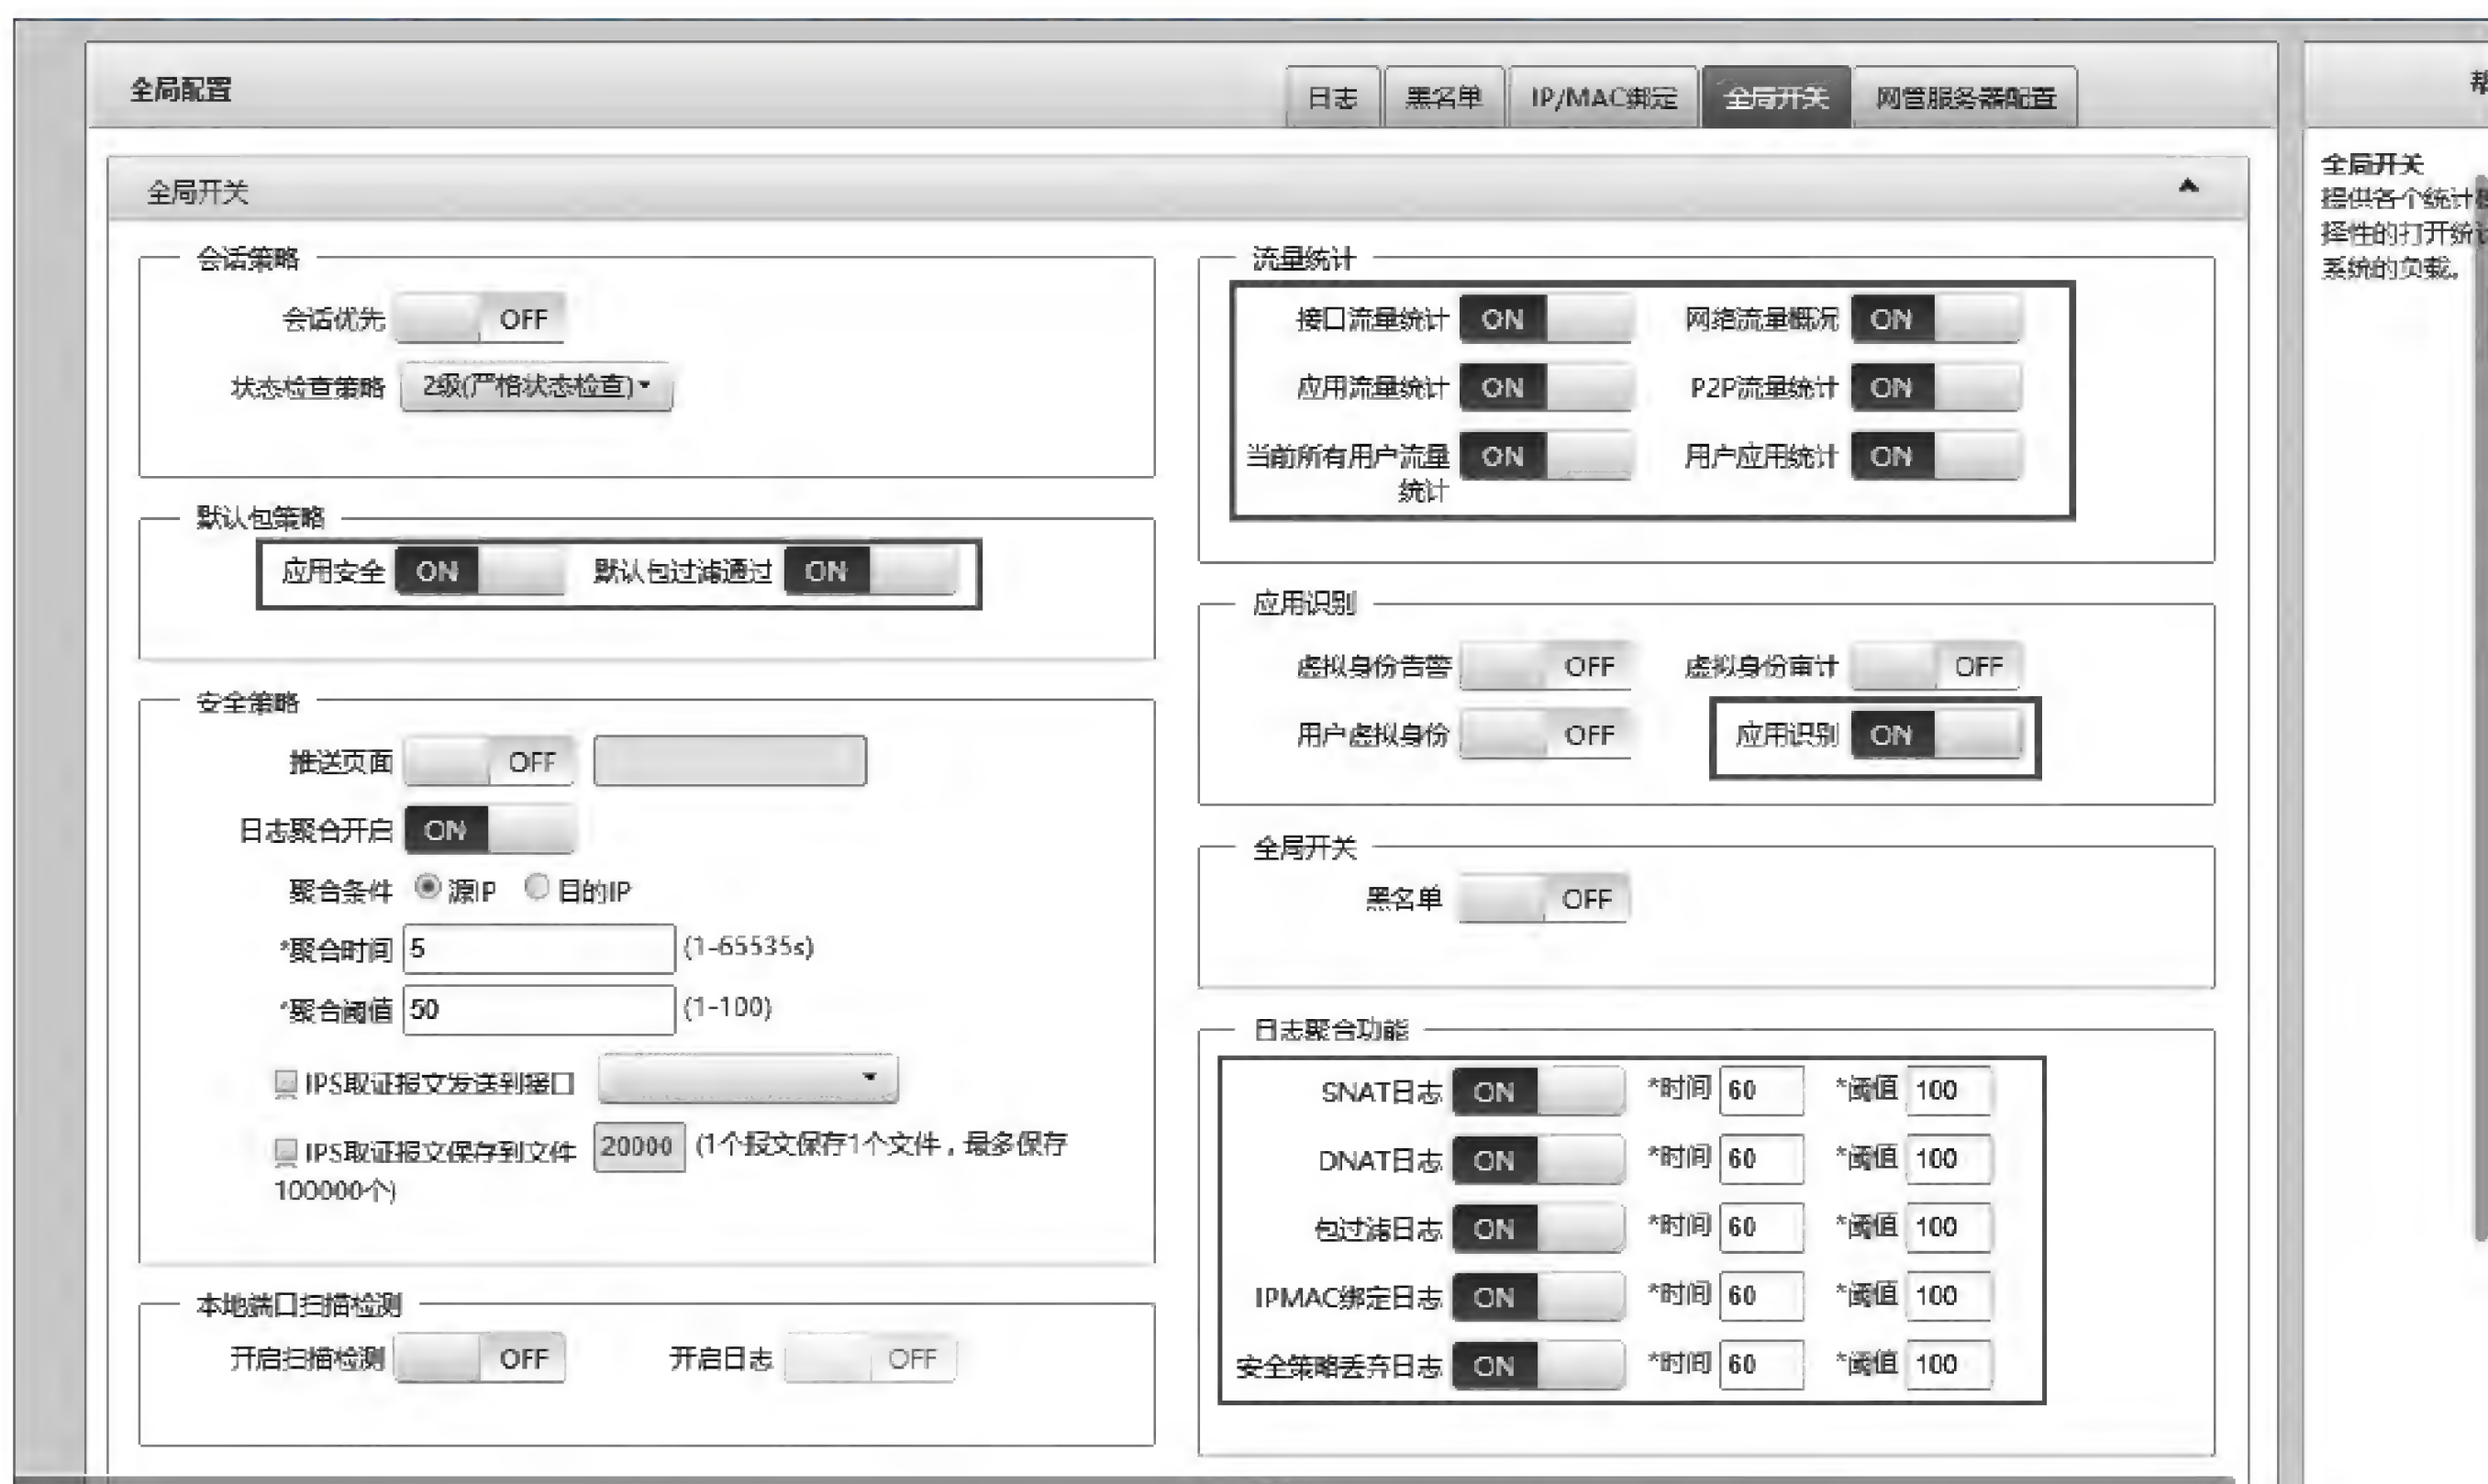 全局配置
日志 黑名单 IP/MAC绑定 全局开关 网管服务器配置
全局开关
会话策略
会话优先 OFF
状态检查策略 2级(严格状态检查)
默认包策略
应用安全 ON 默认包过滤通过 ON
安全策略
推送页面 OFF
日志聚合开启 ON
聚合条件 源IP 目的IP
*聚合时间 5 (1-65535s)
*聚合阈值 50 (1-100)
IPS取证报文发送到接口
IPS取证报文保存到文件 20000 (1个报文保存1个文件，最多保存
100000个)
本地端口扫描检测
开启扫描检测 OFF 开启日志 OFF
流量统计
接口流量统计 ON 网络流量概况 ON
应用流量统计 ON P2P流量统计 ON
当前所有用户流量 ON 用户应用统计 ON
统计
应用识别
虚拟身份告警 OFF 虚拟身份审计 OFF
用户虚拟身份 OFF 应用识别 ON
全局开关
黑名单 OFF
日志聚合功能
SNAT日志 ON *时间 60 *阈值 100
DNAT日志 ON *时间 60 *阈值 100
包过滤日志 ON *时间 60 *阈值 100
IPMAC绑定日志 ON *时间 60 *阈值 100
安全策略丢弃日志 ON *时间 60 *阈值 100
全局开关
提供各个统计
择性的打开统
系统的负载。